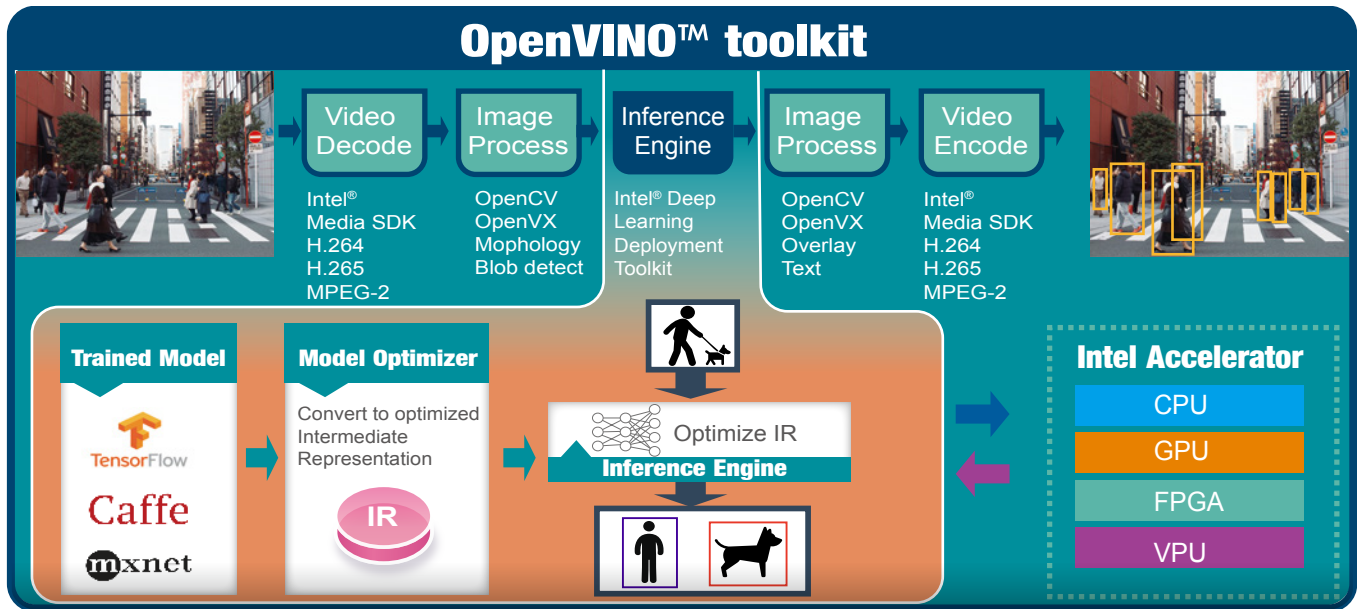 OpenVINO™ toolkit
Video
Decode
Image
Process
Inference
Engine
Image
Process
Video
Encode
Intel®
Media SDK
H.264
H.265
MPEG-2
OpenCV
OpenVX
Mophology
Blob detect
Intel® Deep
Learning
Deployment
Toolkit
OpenCV
OpenVX
Overlay
Text
Intel®
Media SDK
H.264
H.265
MPEG-2
Trained Model
TensorFlow
Caffe
mxnet
Model Optimizer
Convert to optimized
Intermediate
Representation
IR
Optimize IR
Inference Engine
Intel Accelerator
CPU
GPU
FPGA
VPU